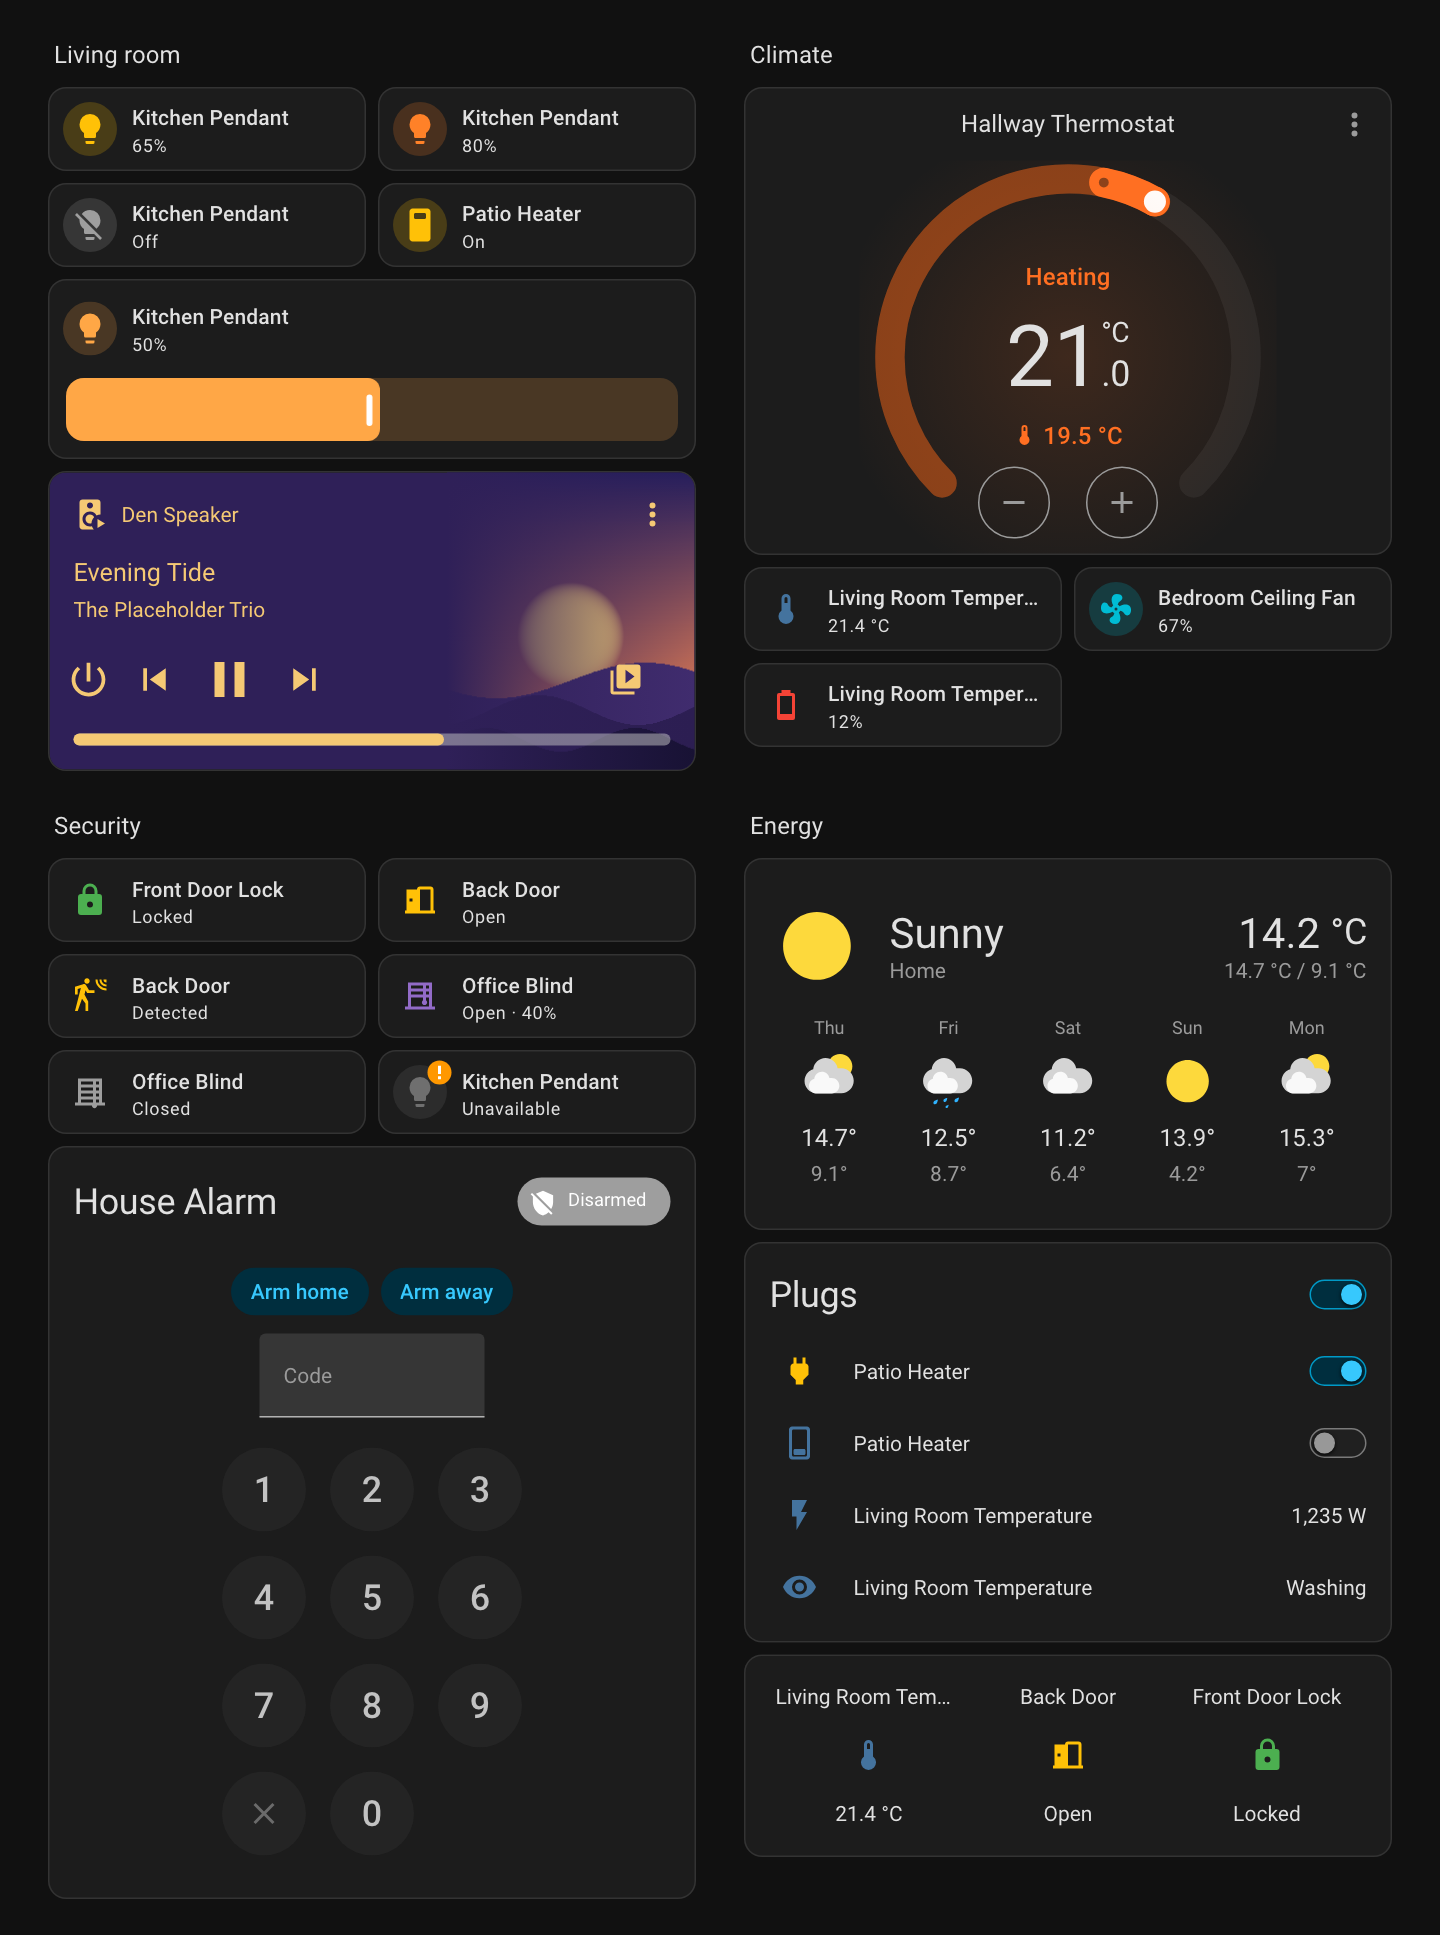 Living room
Kitchen Pendant
65%
Kitchen Pendant
80%
Kitchen Pendant
Off
Patio Heater
On
Kitchen Pendant
50%
Den Speaker
Evening Tide
The Placeholder Trio
Climate
Hallway Thermostat
Heating
21.0 °C
19.5 °C
Living Room Temper...
21.4 °C
Bedroom Ceiling Fan
67%
Living Room Temper...
12%
Security
Front Door Lock
Locked
Back Door
Open
Back Door
Detected
Office Blind
Open · 40%
Office Blind
Closed
Kitchen Pendant
Unavailable
House Alarm
Disarmed
Arm home
Arm away
Code
1 2 3
4 5 6
7 8 9
0
Energy
Sunny
14.2 °C
Home
14.7 °C / 9.1 °C
Thu Fri Sat Sun Mon
14.7° 12.5° 11.2° 13.9° 15.3°
9.1° 8.7° 6.4° 4.2° 7°
Plugs
Patio Heater
Patio Heater
Living Room Temperature 1,235 W
Living Room Temperature Washing
Living Room Tem... Back Door Front Door Lock
21.4 °C Open Locked